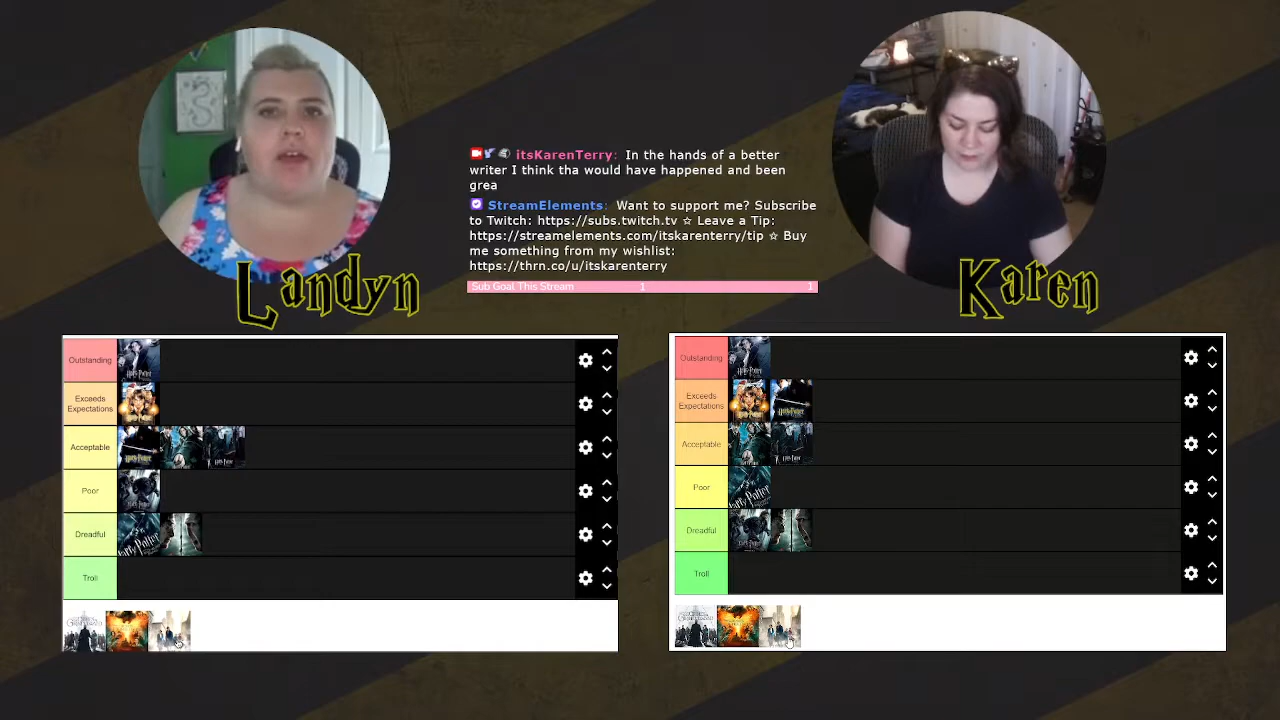 itsKarenTerry: In the hands of a better
writer I think tha would have happened and been
grea
StreamElements: Want to support me? Subscribe
to Twitch: https://subs.twitch.tv ☆ Leave a Tip:
https://streamelements.com/itskarenterry/tip ☆ Buy
me something from my wishlist:
https://thrn.co/u/itskarenterry
Sub Goal This Stream 1 1
Landyn
Karen
Outstanding
Exceeds
Expectations
Acceptable
Poor
Dreadful
Troll
Outstanding
Exceeds
Expectations
Acceptable
Poor
Dreadful
Troll